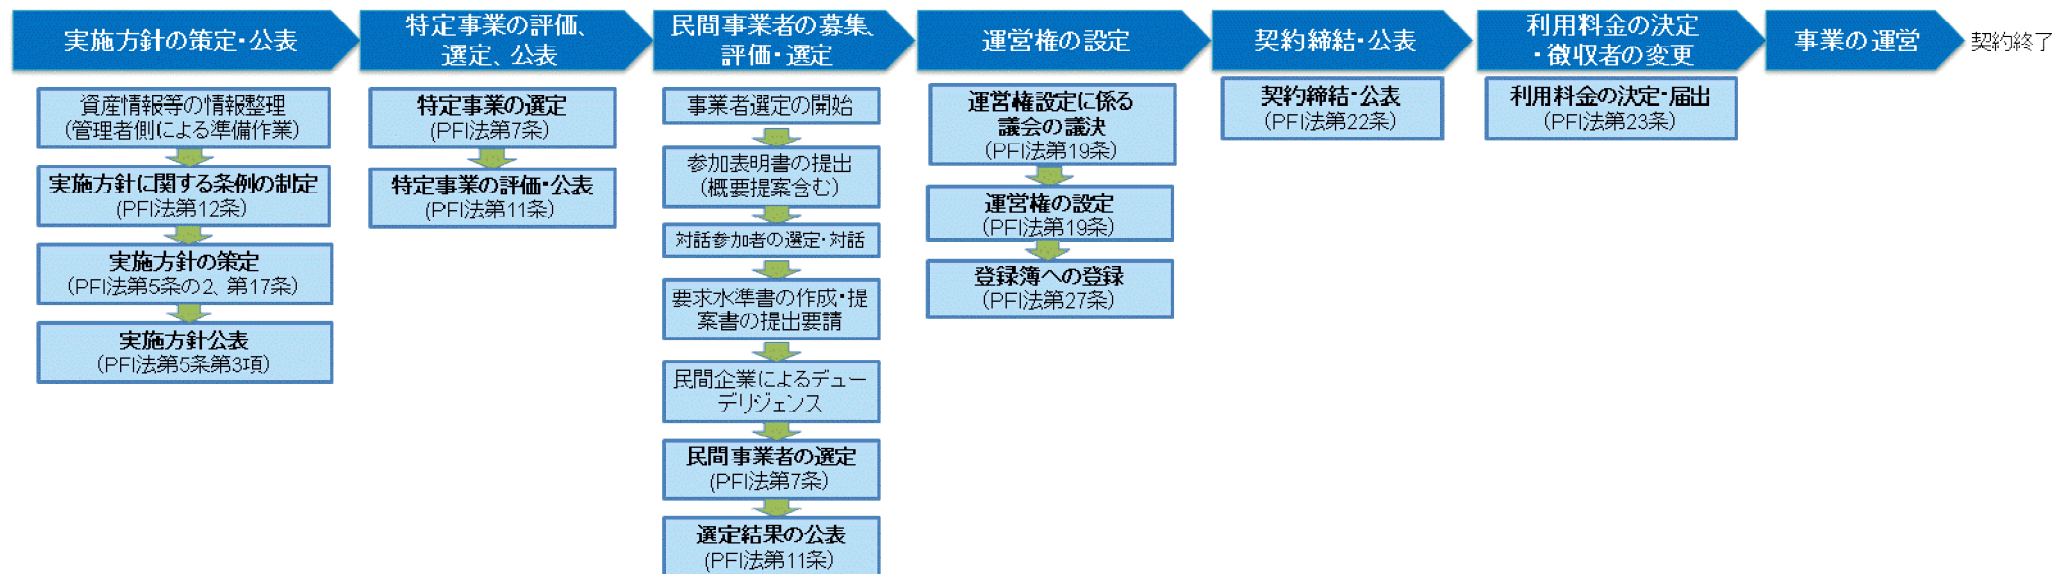 実施方針の策定・公表
特定事業の評価、
選定、公表
民間事業者の募集、
評価・選定
運営権の設定
契約締結・公表
利用料金の決定
・徴収者の変更
事業の運営
契約終了
資産情報等の情報整理
（管理者側による準備作業）
実施方針に関する条例の制定
（PFI法第12条）
実施方針の策定
（PFI法第5条の2、第17条）
実施方針公表
（PFI法第5条第3項）
特定事業の選定
（PFI法第7条）
特定事業の評価・公表
（PFI法第11条）
事業者選定の開始
参加表明書の提出
（概要提案含む）
対話参加者の選定・対話
要求水準書の作成・提
案書の提出要請
民間企業によるデュー
デリジェンス
民間事業者の選定
（PFI法第7条）
選定結果の公表
（PFI法第11条）
運営権設定に係る
議会の議決
（PFI法第19条）
運営権の設定
（PFI法第19条）
登録簿への登録
（PFI法第27条）
契約締結・公表
（PFI法第22条）
利用料金の決定・届出
（PFI法第23条）